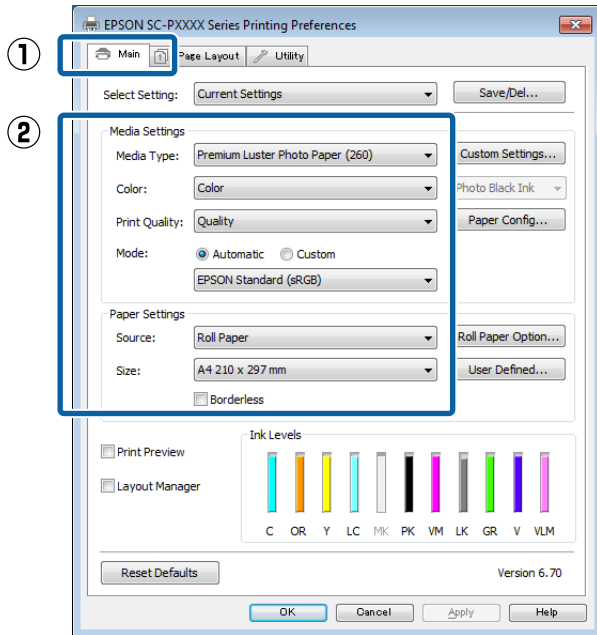 EPSON SC-PXXXX Series Printing Preferences
①
Main
Page Layout
Utility
Select Setting: Current Settings Save/Del...
②
Media Settings
Media Type: Premium Luster Photo Paper (260) Custom Settings...
Color: Color Photo Black Ink
Print Quality: Quality Paper Config...
Mode: Automatic Custom
EPSON Standard (sRGB)
Paper Settings
Source: Roll Paper Roll Paper Option...
Size: A4 210 x 297 mm User Defined...
Borderless
Print Preview
Layout Manager
Ink Levels
C OR Y LC MK PK VM LK GR V VLM
Reset Defaults Version 6.70
OK Cancel Apply Help